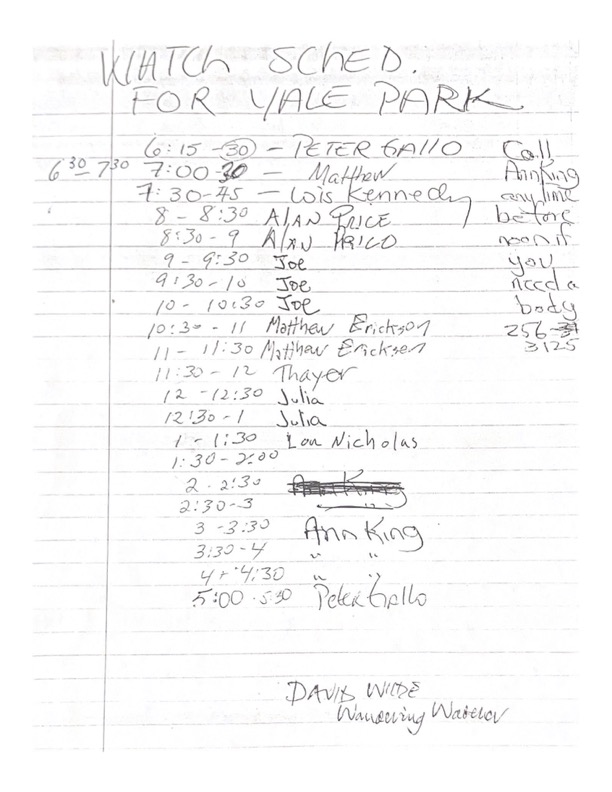 WATCH SCHED.
FOR YALE PARK
6:15-30 - PETER GALLO
6 30 - 7 30 7:00 30 - Matthew
7:30-45 - Lois Kennedy
8 - 8:30 ALAN PRICE
8:30 - 9 ALAN PRICE
9 - 9:30 Joe
9:30 - 10 Joe
10 - 10:30 Joe
10:30 - 11 Matthew Erickson
11 - 11:30 Matthew Ericksen
11:30 - 12 Thayer
12 - 12:30 Julia
12:30 - 1 Julia
1 - 1:30 Lou Nicholas
1:30 - 2:00
2 - 2:30 Ann King
2:30 - 3 "
3 - 3:30 Ann King
3:30 - 4 " "
4 - 4:30 " "
5:00 - 5:30 Peter Gallo
Call
Ann King
anytime
before
noon if
you
need a
body
256-
3125
DAVID WILDE
Wandering Watcher